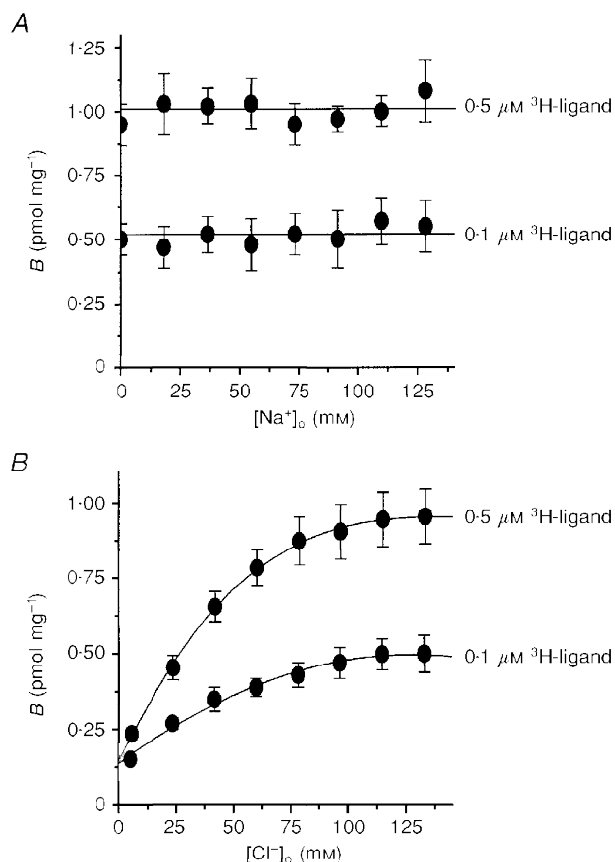 A
1·25
1·00
0·75
0·50
0·25
0
B (pmol mg⁻¹)
0·5 μM ³H-ligand
0·1 μM ³H-ligand
0 25 50 75 100 125
[Na⁺]ₒ (mM)
B
1·00
0·75
0·50
0·25
0
B (pmol mg⁻¹)
0·5 μM ³H-ligand
0·1 μM ³H-ligand
0 25 50 75 100 125
[Cl⁻]ₒ (mM)